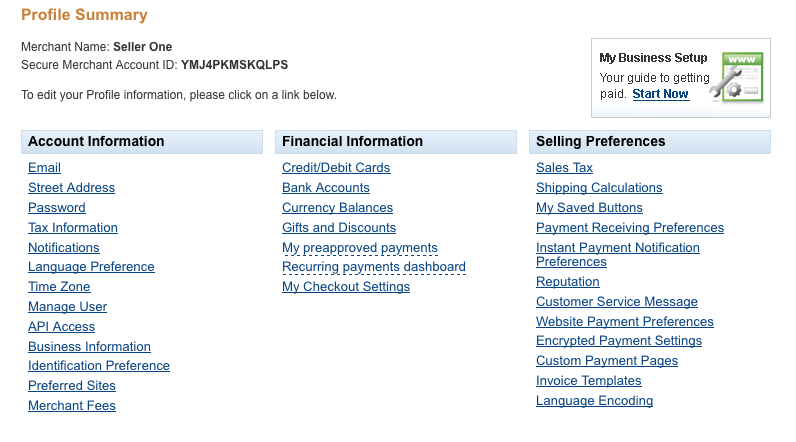 Profile Summary
Merchant Name: Seller One
Secure Merchant Account ID: YMJ4PKMSKQLPS
To edit your Profile information, please click on a link below.
My Business Setup
Your guide to getting
paid. Start Now
www
Account Information
Email
Street Address
Password
Tax Information
Notifications
Language Preference
Time Zone
Manage User
API Access
Business Information
Identification Preference
Preferred Sites
Merchant Fees
Financial Information
Credit/Debit Cards
Bank Accounts
Currency Balances
Gifts and Discounts
My preapproved payments
Recurring payments dashboard
My Checkout Settings
Selling Preferences
Sales Tax
Shipping Calculations
My Saved Buttons
Payment Receiving Preferences
Instant Payment Notification
Preferences
Reputation
Customer Service Message
Website Payment Preferences
Encrypted Payment Settings
Custom Payment Pages
Invoice Templates
Language Encoding